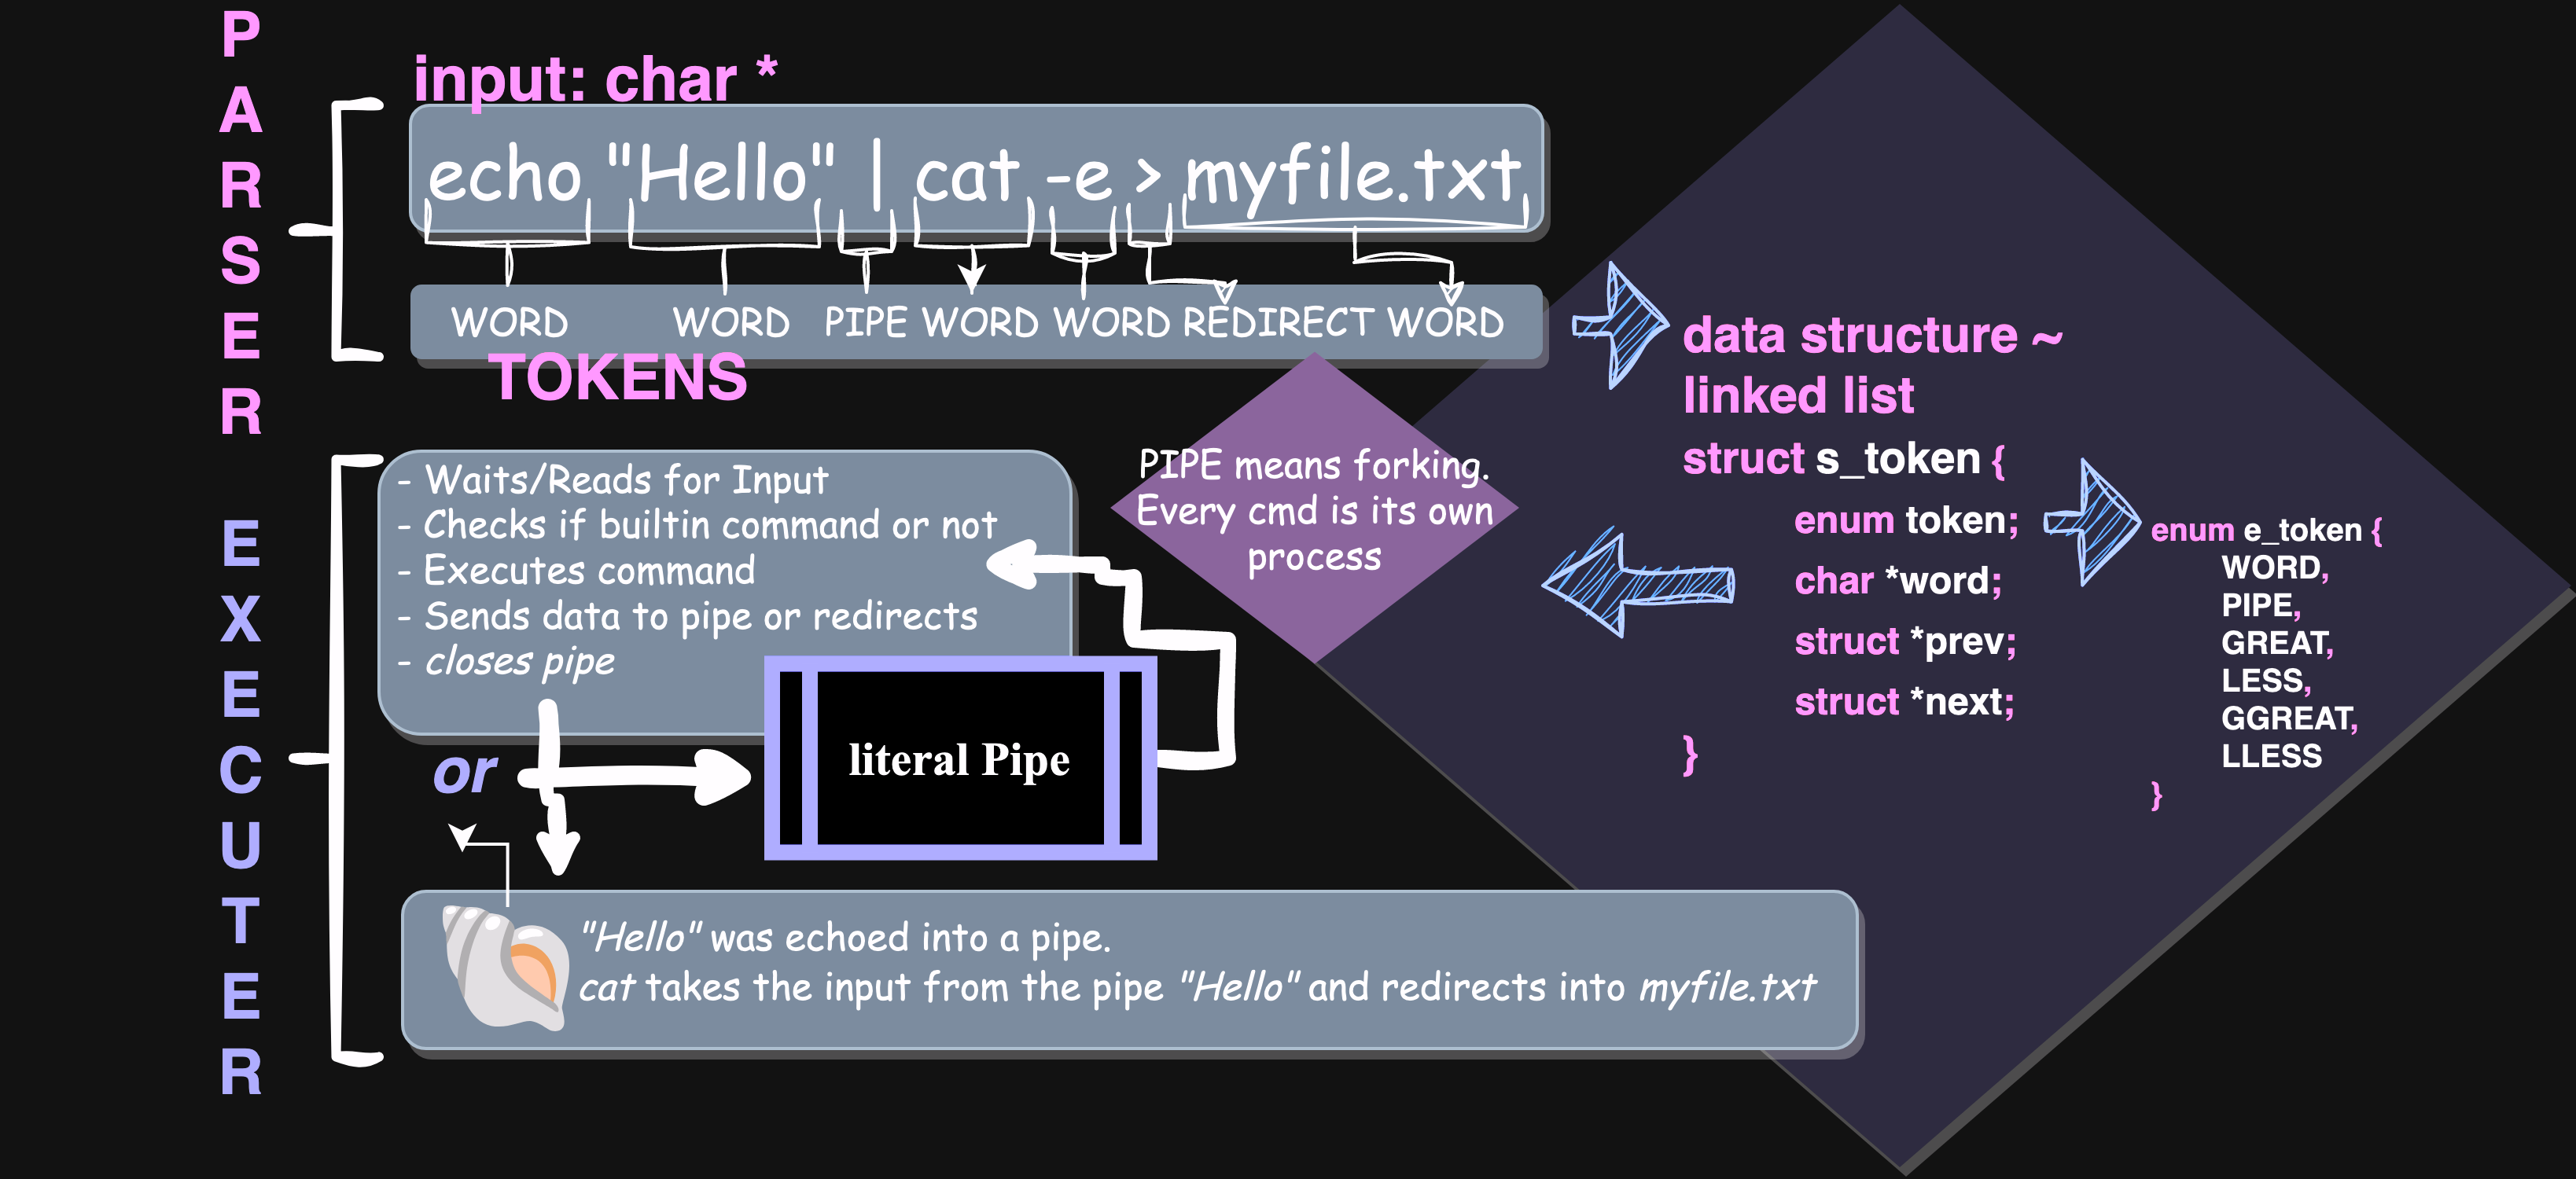 PARSER
input: char *
echo "Hello" | cat -e > myfile.txt
WORD WORD PIPE WORD WORD REDIRECT WORD
TOKENS
data structure ~
linked list
struct s_token {
enum token;
char *word;
struct *prev;
struct *next;
}
enum e_token {
WORD,
PIPE,
GREAT,
LESS,
GGREAT,
LLESS
}
PIPE means forking.
Every cmd is its own
process
EXECUTER
- Waits/Reads for Input
- Checks if builtin command or not
- Executes command
- Sends data to pipe or redirects
- closes pipe
or
literal Pipe
"Hello" was echoed into a pipe.
cat takes the input from the pipe "Hello" and redirects into myfile.txt